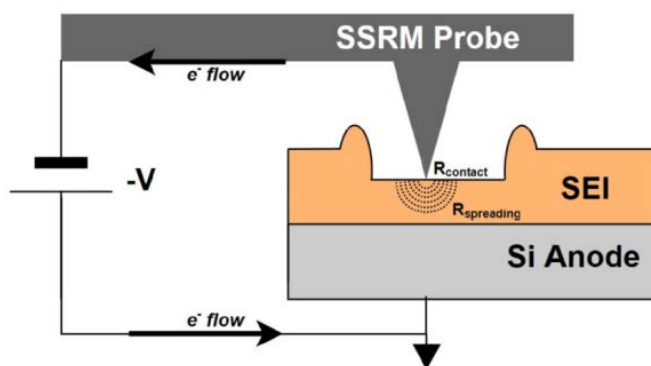 SSRM Probe
e- flow
-V
Rcontact
Rspreading
SEI
Si Anode
e- flow